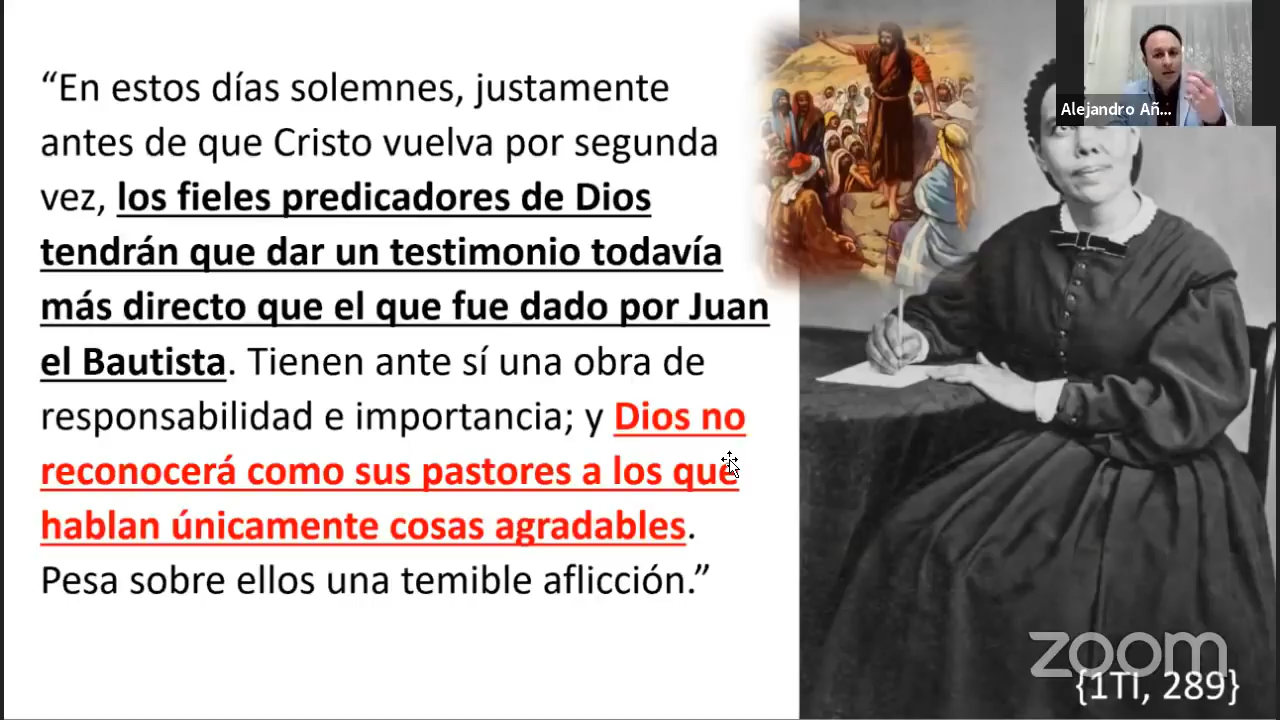 “En estos días solemnes, justamente
antes de que Cristo vuelva por segunda
vez, los fieles predicadores de Dios
tendrán que dar un testimonio todavía
más directo que el que fue dado por Juan
el Bautista. Tienen ante sí una obra de
responsabilidad e importancia; y Dios no
reconocerá como sus pastores a los que
hablan únicamente cosas agradables.
Pesa sobre ellos una temible aflicción.”
Alejandro Añ...
zoom
{1TI, 289}